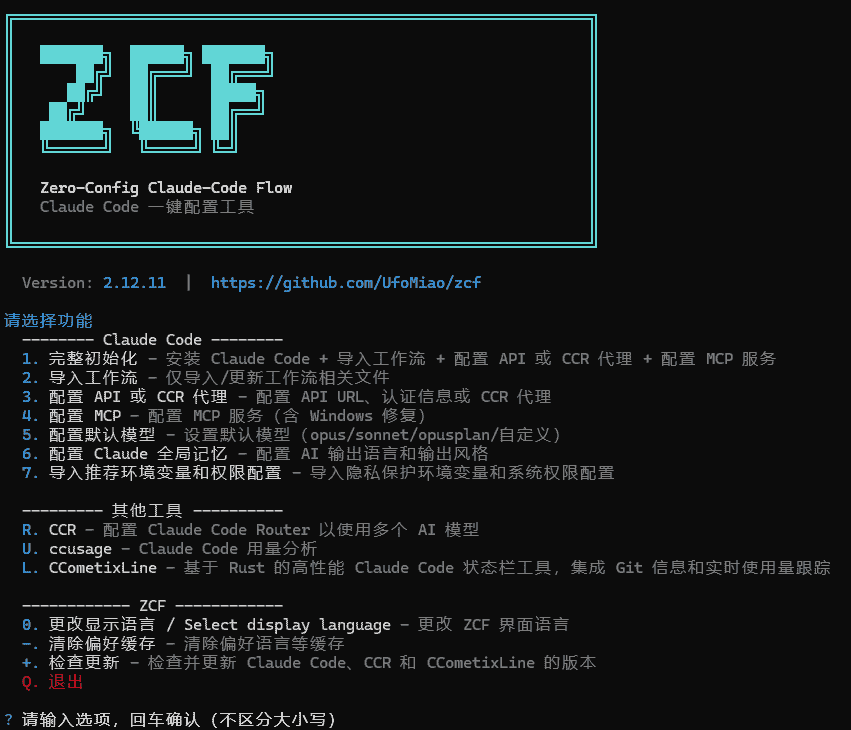 ZCF
Zero-Config Claude-Code Flow
Claude Code 一键配置工具
Version: 2.12.11 | https://github.com/UfoMiao/zcf
请选择功能
-------- Claude Code --------
1. 完整初始化 - 安装 Claude Code + 导入工作流 + 配置 API 或 CCR 代理 + 配置 MCP 服务
2. 导入工作流 - 仅导入/更新工作流相关文件
3. 配置 API 或 CCR 代理 - 配置 API URL、认证信息或 CCR 代理
4. 配置 MCP - 配置 MCP 服务（含 Windows 修复）
5. 配置默认模型 - 设置默认模型（opus/sonnet/opusplan/自定义）
6. 配置 Claude 全局记忆 - 配置 AI 输出语言和输出风格
7. 导入推荐环境变量和权限配置 - 导入隐私保护环境变量和系统权限配置
--------- 其他工具 ----------
R. CCR - 配置 Claude Code Router 以使用多个 AI 模型
U. ccusage - Claude Code 用量分析
L. CCometixLine - 基于 Rust 的高性能 Claude Code 状态栏工具，集成 Git 信息和实时使用量跟踪
------------ ZCF ------------
0. 更改显示语言 / Select display language - 更改 ZCF 界面语言
-. 清除偏好缓存 - 清除偏好语言等缓存
+. 检查更新 - 检查并更新 Claude Code、CCR 和 CCometixLine 的版本
Q. 退出
? 请输入选项，回车确认（不区分大小写）